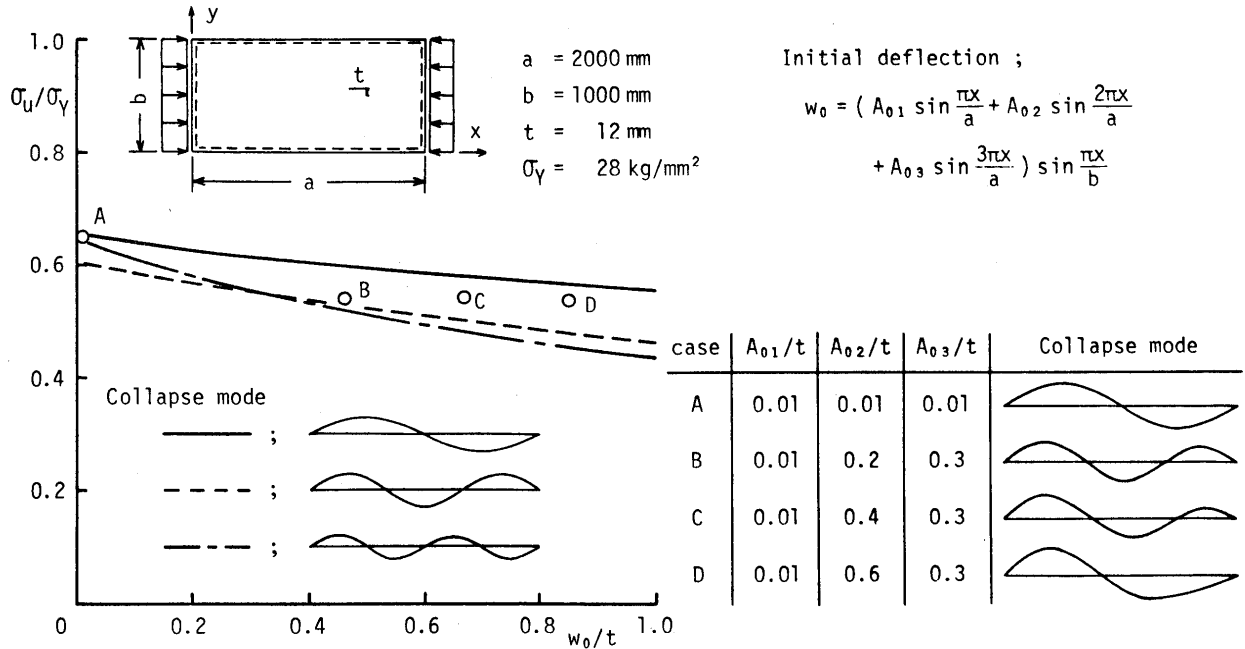 y
1.0
σu/σY
b
t
x
a
0.8
a = 2000 mm
b = 1000 mm
t = 12 mm
σY = 28 kg/mm²
Initial deflection ;
w₀ = ( A₀₁ sin πx/a + A₀₂ sin 2πx/a
+ A₀₃ sin 3πx/a ) sin πx/b
A
0.6
B
C
D
0.4
Collapse mode
;
;
;
0.2
0
0.2
0.4
w₀/t
0.6
0.8
1.0
case A₀₁/t A₀₂/t A₀₃/t Collapse mode
A 0.01 0.01 0.01
B 0.01 0.2 0.3
C 0.01 0.4 0.3
D 0.01 0.6 0.3